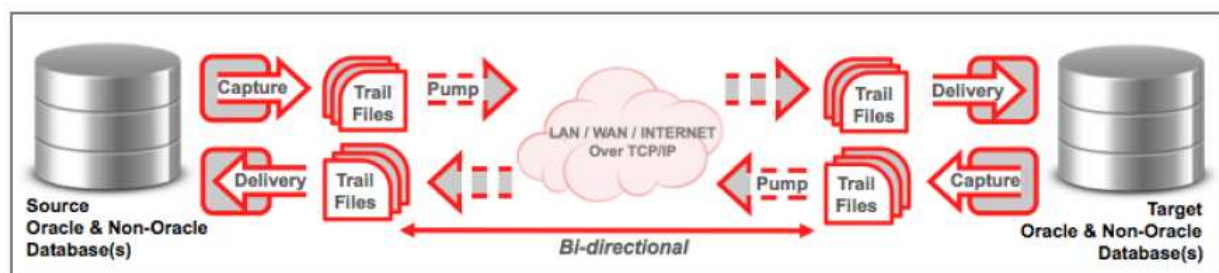 Capture
Trail
Files
Pump
LAN / WAN / INTERNET
Over TCP/IP
Trail
Files
Delivery
Delivery
Trail
Files
Pump
Trail
Files
Capture
Source
Oracle & Non-Oracle
Database(s)
Bi-directional
Target
Oracle & Non-Oracle
Database(s)